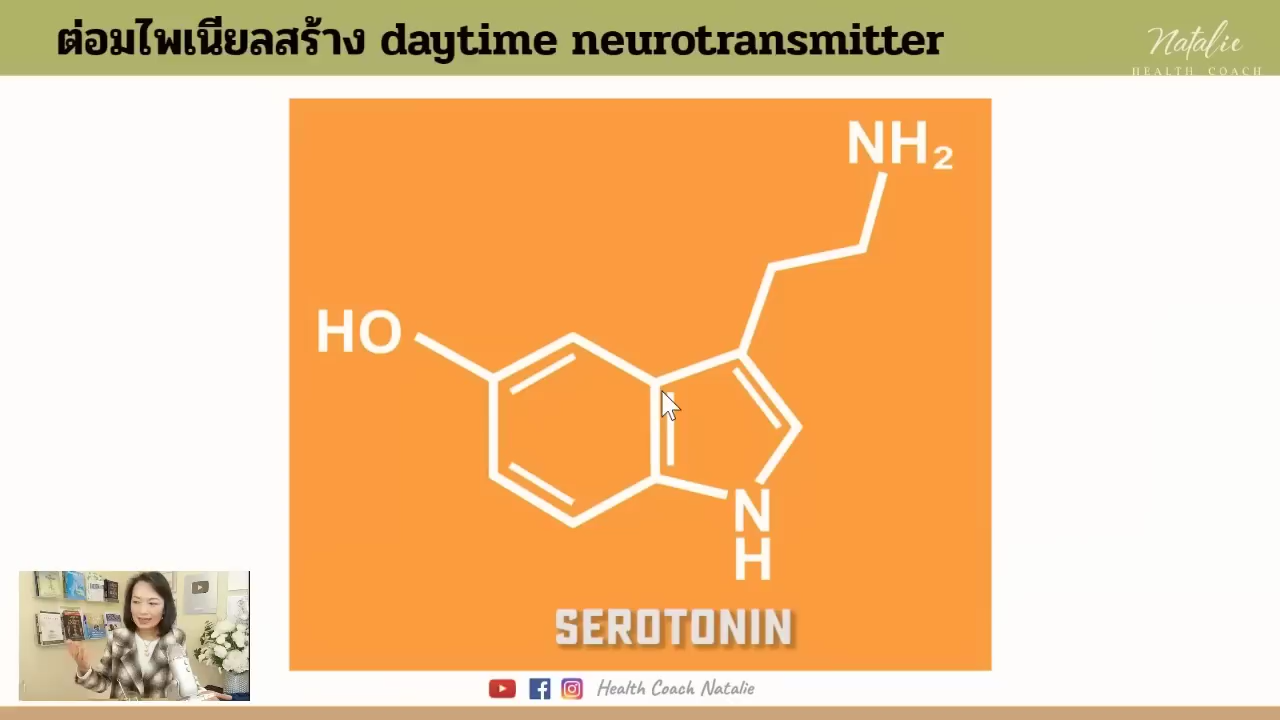 ต่อมไพเนียลสร้าง daytime neurotransmitter
Natalie
HEALTH COACH
NH₂
HO
N
H
SEROTONIN
Health Coach Natalie